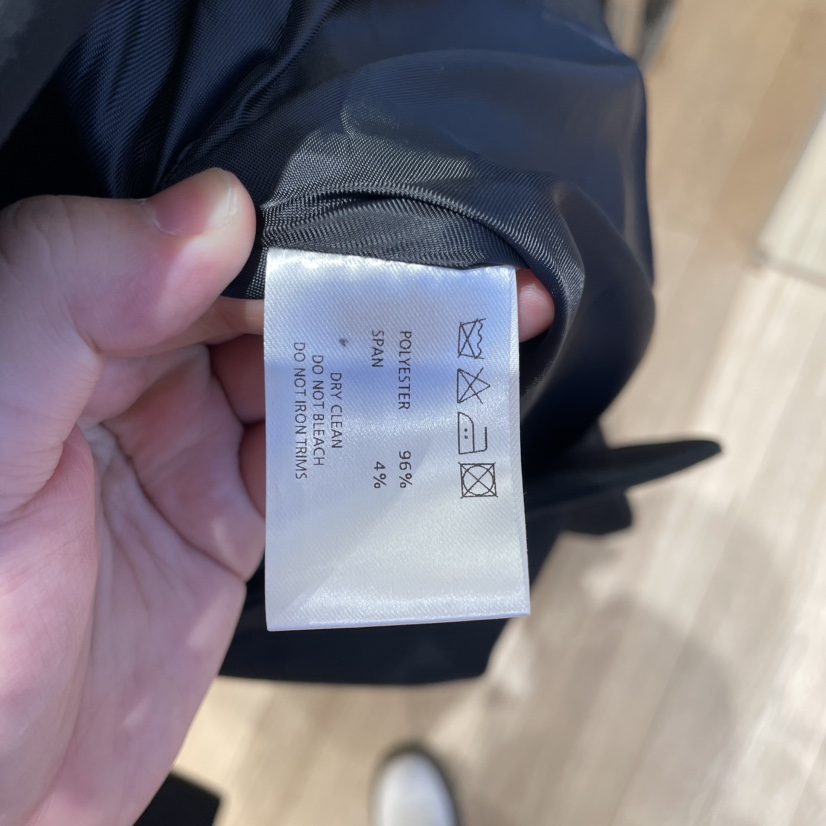 POLYESTER 96%
SPAN 4%
DRY CLEAN
DO NOT BLEACH
DO NOT IRON TRIMS